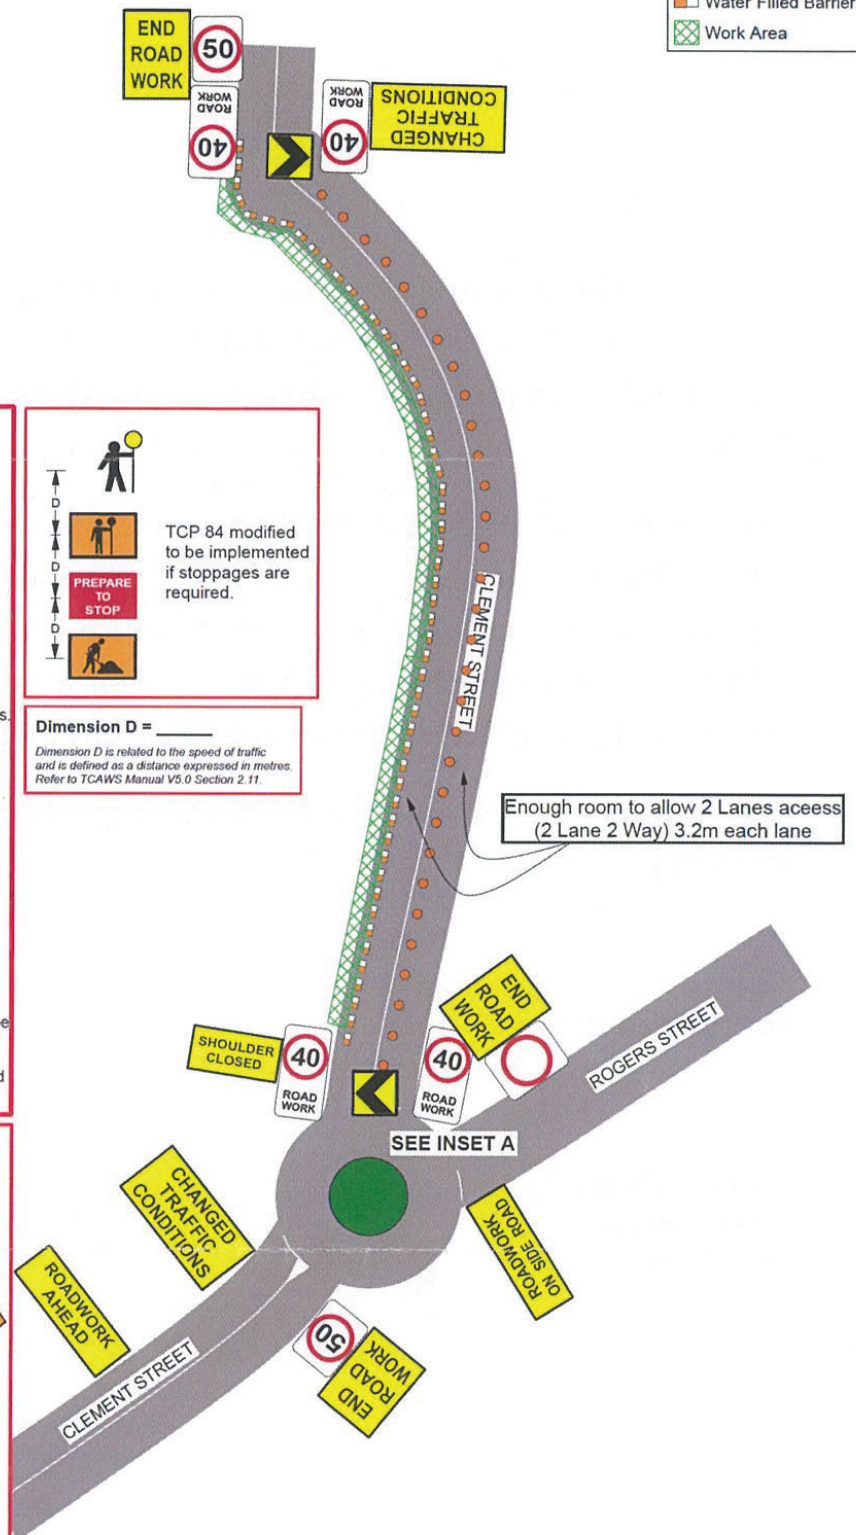 Water Filled Barrier
Work Area
END
ROAD
WORK
50
ROAD
WORK
40
ROAD
WORK
40
CHANGED
TRAFFIC
CONDITIONS
D
D
D
PREPARE
TO
STOP
TCP 84 modified
to be implemented
if stoppages are
required.
s.
Dimension D = ______
Dimension D is related to the speed of traffic
and is defined as a distance expressed in metres.
Refer to TCAWS Manual V5.0 Section 2.11.
CLEMENT STREET
Enough room to allow 2 Lanes aceess
(2 Lane 2 Way) 3.2m each lane
e
d
SHOULDER
CLOSED
40
ROAD
WORK
40
ROAD
WORK
END
ROAD
WORK
ROGERS STREET
SEE INSET A
CHANGED
TRAFFIC
CONDITIONS
ROADWORK
ON SIDE ROAD
ROADWORK
AHEAD
50
END
ROAD
WORK
CLEMENT STREET